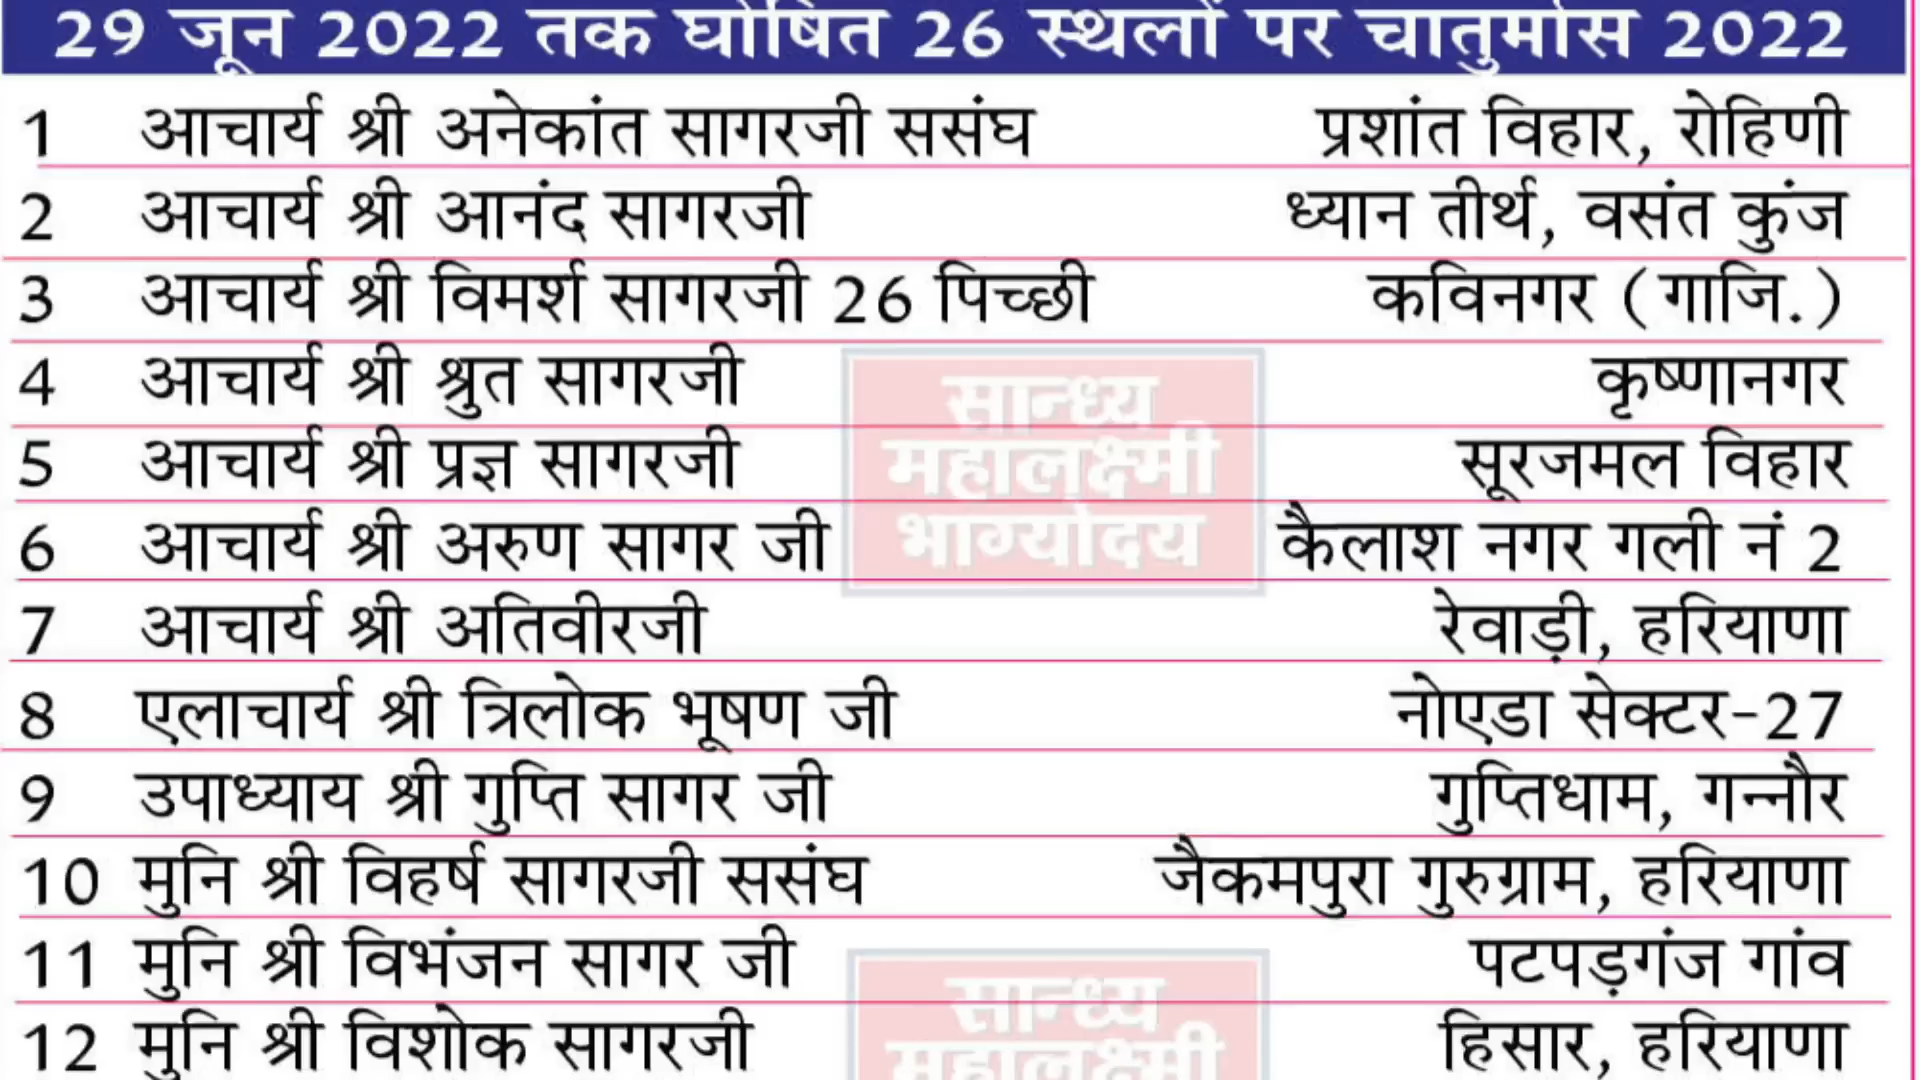 29 जून 2022 तक घोषित 26 स्थलों पर चातुर्मास 2022
1 आचार्य श्री अनेकांत सागरजी ससंघ प्रशांत विहार, रोहिणी
2 आचार्य श्री आनंद सागरजी ध्यान तीर्थ, वसंत कुंज
3 आचार्य श्री विमर्श सागरजी 26 पिच्छी कविनगर (गाजि.)
4 आचार्य श्री श्रुत सागरजी कृष्णानगर
5 आचार्य श्री प्रज्ञ सागरजी सूरजमल विहार
6 आचार्य श्री अरुण सागर जी कैलाश नगर गली नं 2
7 आचार्य श्री अतिवीरजी रेवाड़ी, हरियाणा
8 एलाचार्य श्री त्रिलोक भूषण जी नोएडा सेक्टर-27
9 उपाध्याय श्री गुप्ति सागर जी गुप्तिधाम, गन्नौर
10 मुनि श्री विहर्ष सागरजी ससंघ जैकमपुरा गुरुग्राम, हरियाणा
11 मुनि श्री विभंजन सागर जी पटपड़गंज गांव
12 मुनि श्री विशोक सागरजी हिसार, हरियाणा
सान्ध्य
महालक्ष्मी
भाग्योदय
सान्ध्य
महालक्ष्मी